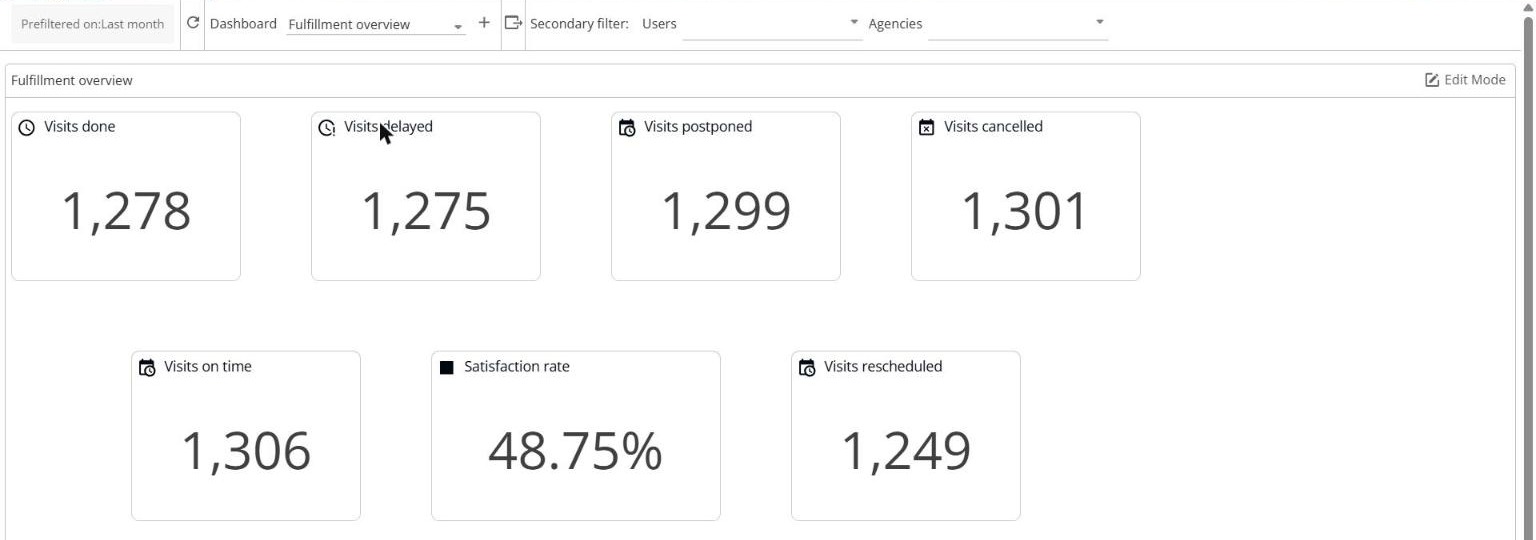 Prefiltered on:Last month
Dashboard
Fulfillment overview
Secondary filter:
Users
Agencies
Fulfillment overview
Edit Mode
Visits done
1,278
Visits delayed
1,275
Visits postponed
1,299
Visits cancelled
1,301
Visits on time
1,306
Satisfaction rate
48.75%
Visits rescheduled
1,249